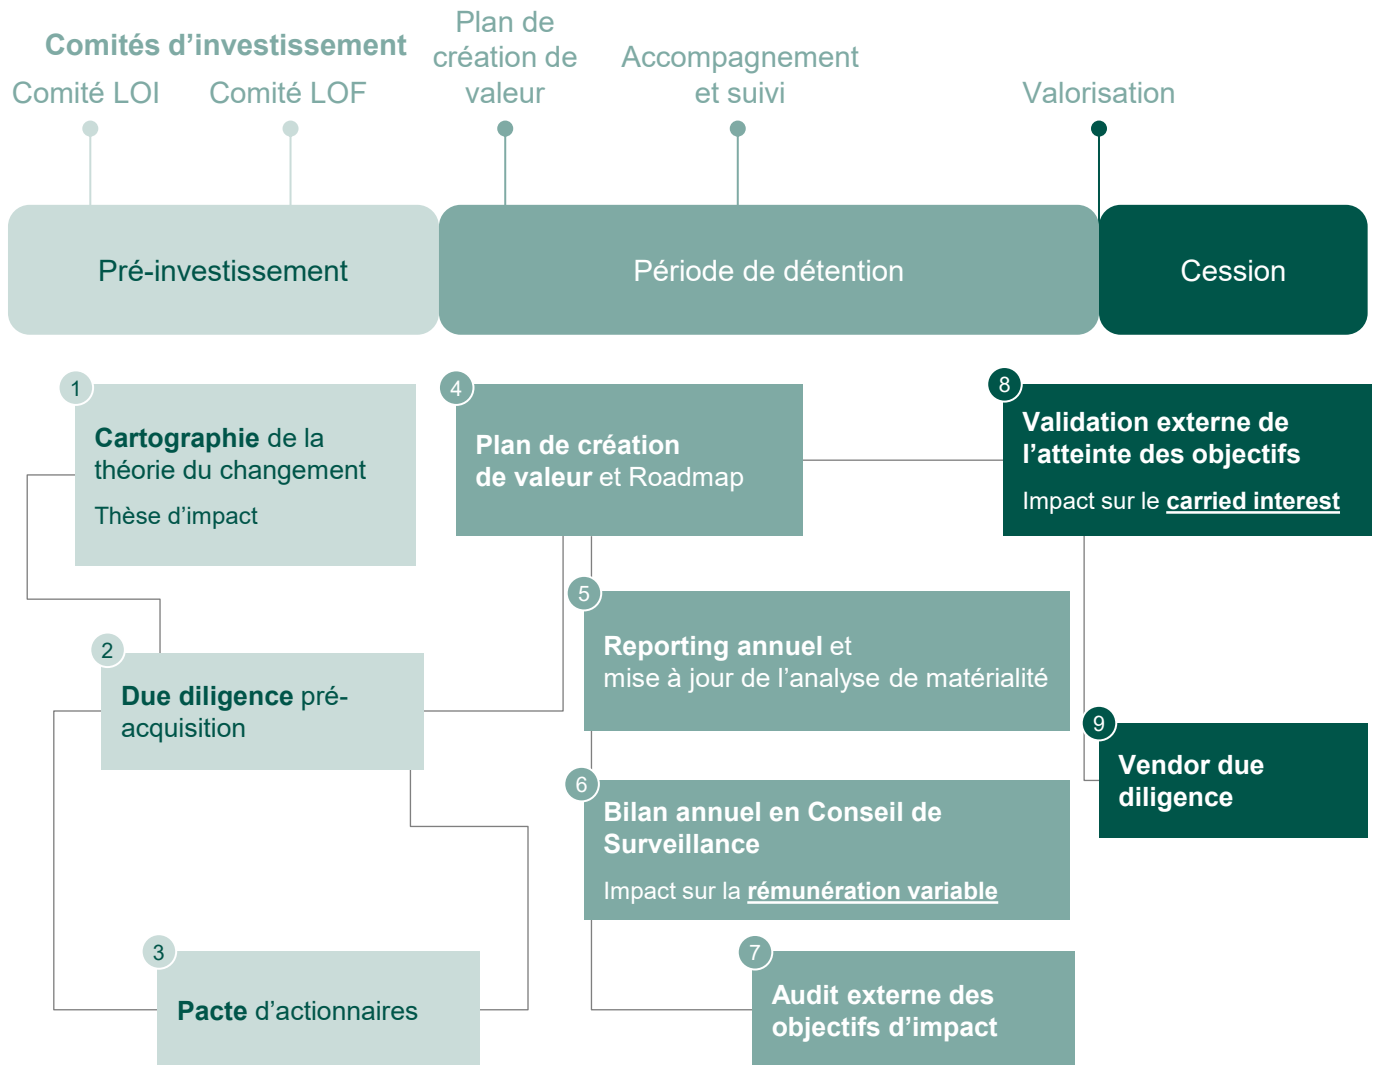 Comités d’investissement
Comité LOI
Comité LOF
Plan de
création de
valeur
Accompagnement
et suivi
Valorisation
Pré-investissement
Période de détention
Cession
1
Cartographie de la
théorie du changement
Thèse d’impact
2
Due diligence pré-
acquisition
3
Pacte d’actionnaires
4
Plan de création
de valeur et Roadmap
5
Reporting annuel et
mise à jour de l’analyse de matérialité
6
Bilan annuel en Conseil de
Surveillance
Impact sur la rémunération variable
7
Audit externe des
objectifs d’impact
8
Validation externe de
l’atteinte des objectifs
Impact sur le carried interest
9
Vendor due
diligence